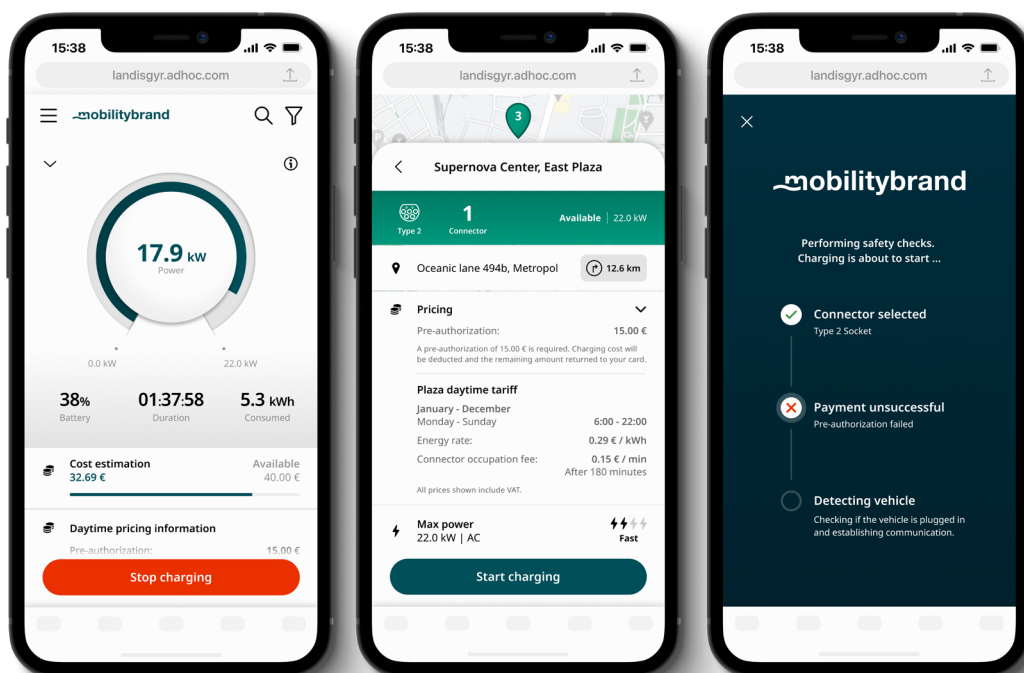 15:38
landisgyr.adhoc.com
mobilitybrand
17.9 kW
Power
0.0 kW
22.0 kW
38%
Battery
01:37:58
Duration
5.3 kWh
Consumed
Cost estimation
32.69 €
Available
40.00 €
Daytime pricing information
Pre-authorization:
15.00 €
Stop charging
15:38
landisgyr.adhoc.com
3
Supernova Center, East Plaza
Type 2
1
Connector
Available | 22.0 kW
Oceanic lane 494b, Metropol
12.6 km
Pricing
Pre-authorization:
15.00 €
A pre-authorization of 15.00 € is required. Charging cost will
be deducted and the remaining amount returned to your card.
Plaza daytime tariff
January - December
Monday - Sunday
6:00 - 22:00
Energy rate:
0.29 € / kWh
Connector occupation fee:
0.15 € / min
After 180 minutes
All prices shown include VAT.
Max power
22.0 kW | AC
Fast
Start charging
15:38
landisgyr.adhoc.com
mobilitybrand
Performing safety checks.
Charging is about to start ...
Connector selected
Type 2 Socket
Payment unsuccessful
Pre-authorization failed
Detecting vehicle
Checking if the vehicle is plugged in
and establishing communication.